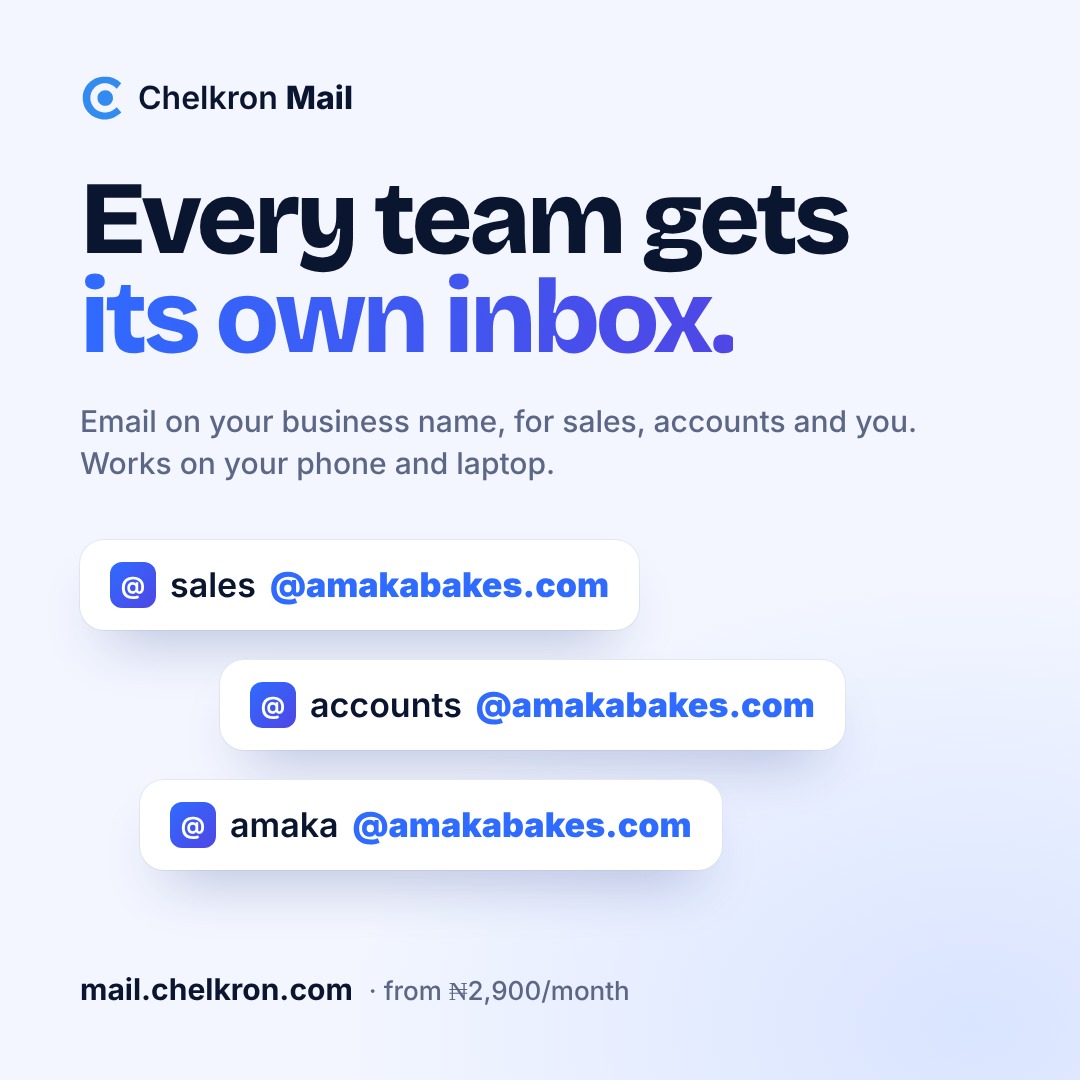 Chelkron Mail
Every team gets
its own inbox.
Email on your business name, for sales, accounts and you.
Works on your phone and laptop.
@ sales @amakabakes.com
@ accounts @amakabakes.com
@ amaka @amakabakes.com
mail.chelkron.com · from ₦2,900/month